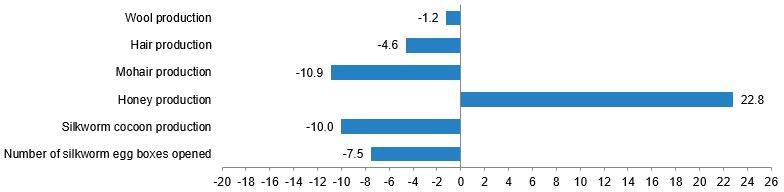 Wool production -1.2
Hair production -4.6
Mohair production -10.9
Honey production 22.8
Silkworm cocoon production -10.0
Number of silkworm egg boxes opened -7.5
-20 -18 -16 -14 -12 -10 -8 -6 -4 -2 0 2 4 6 8 10 12 14 16 18 20 22 24 26